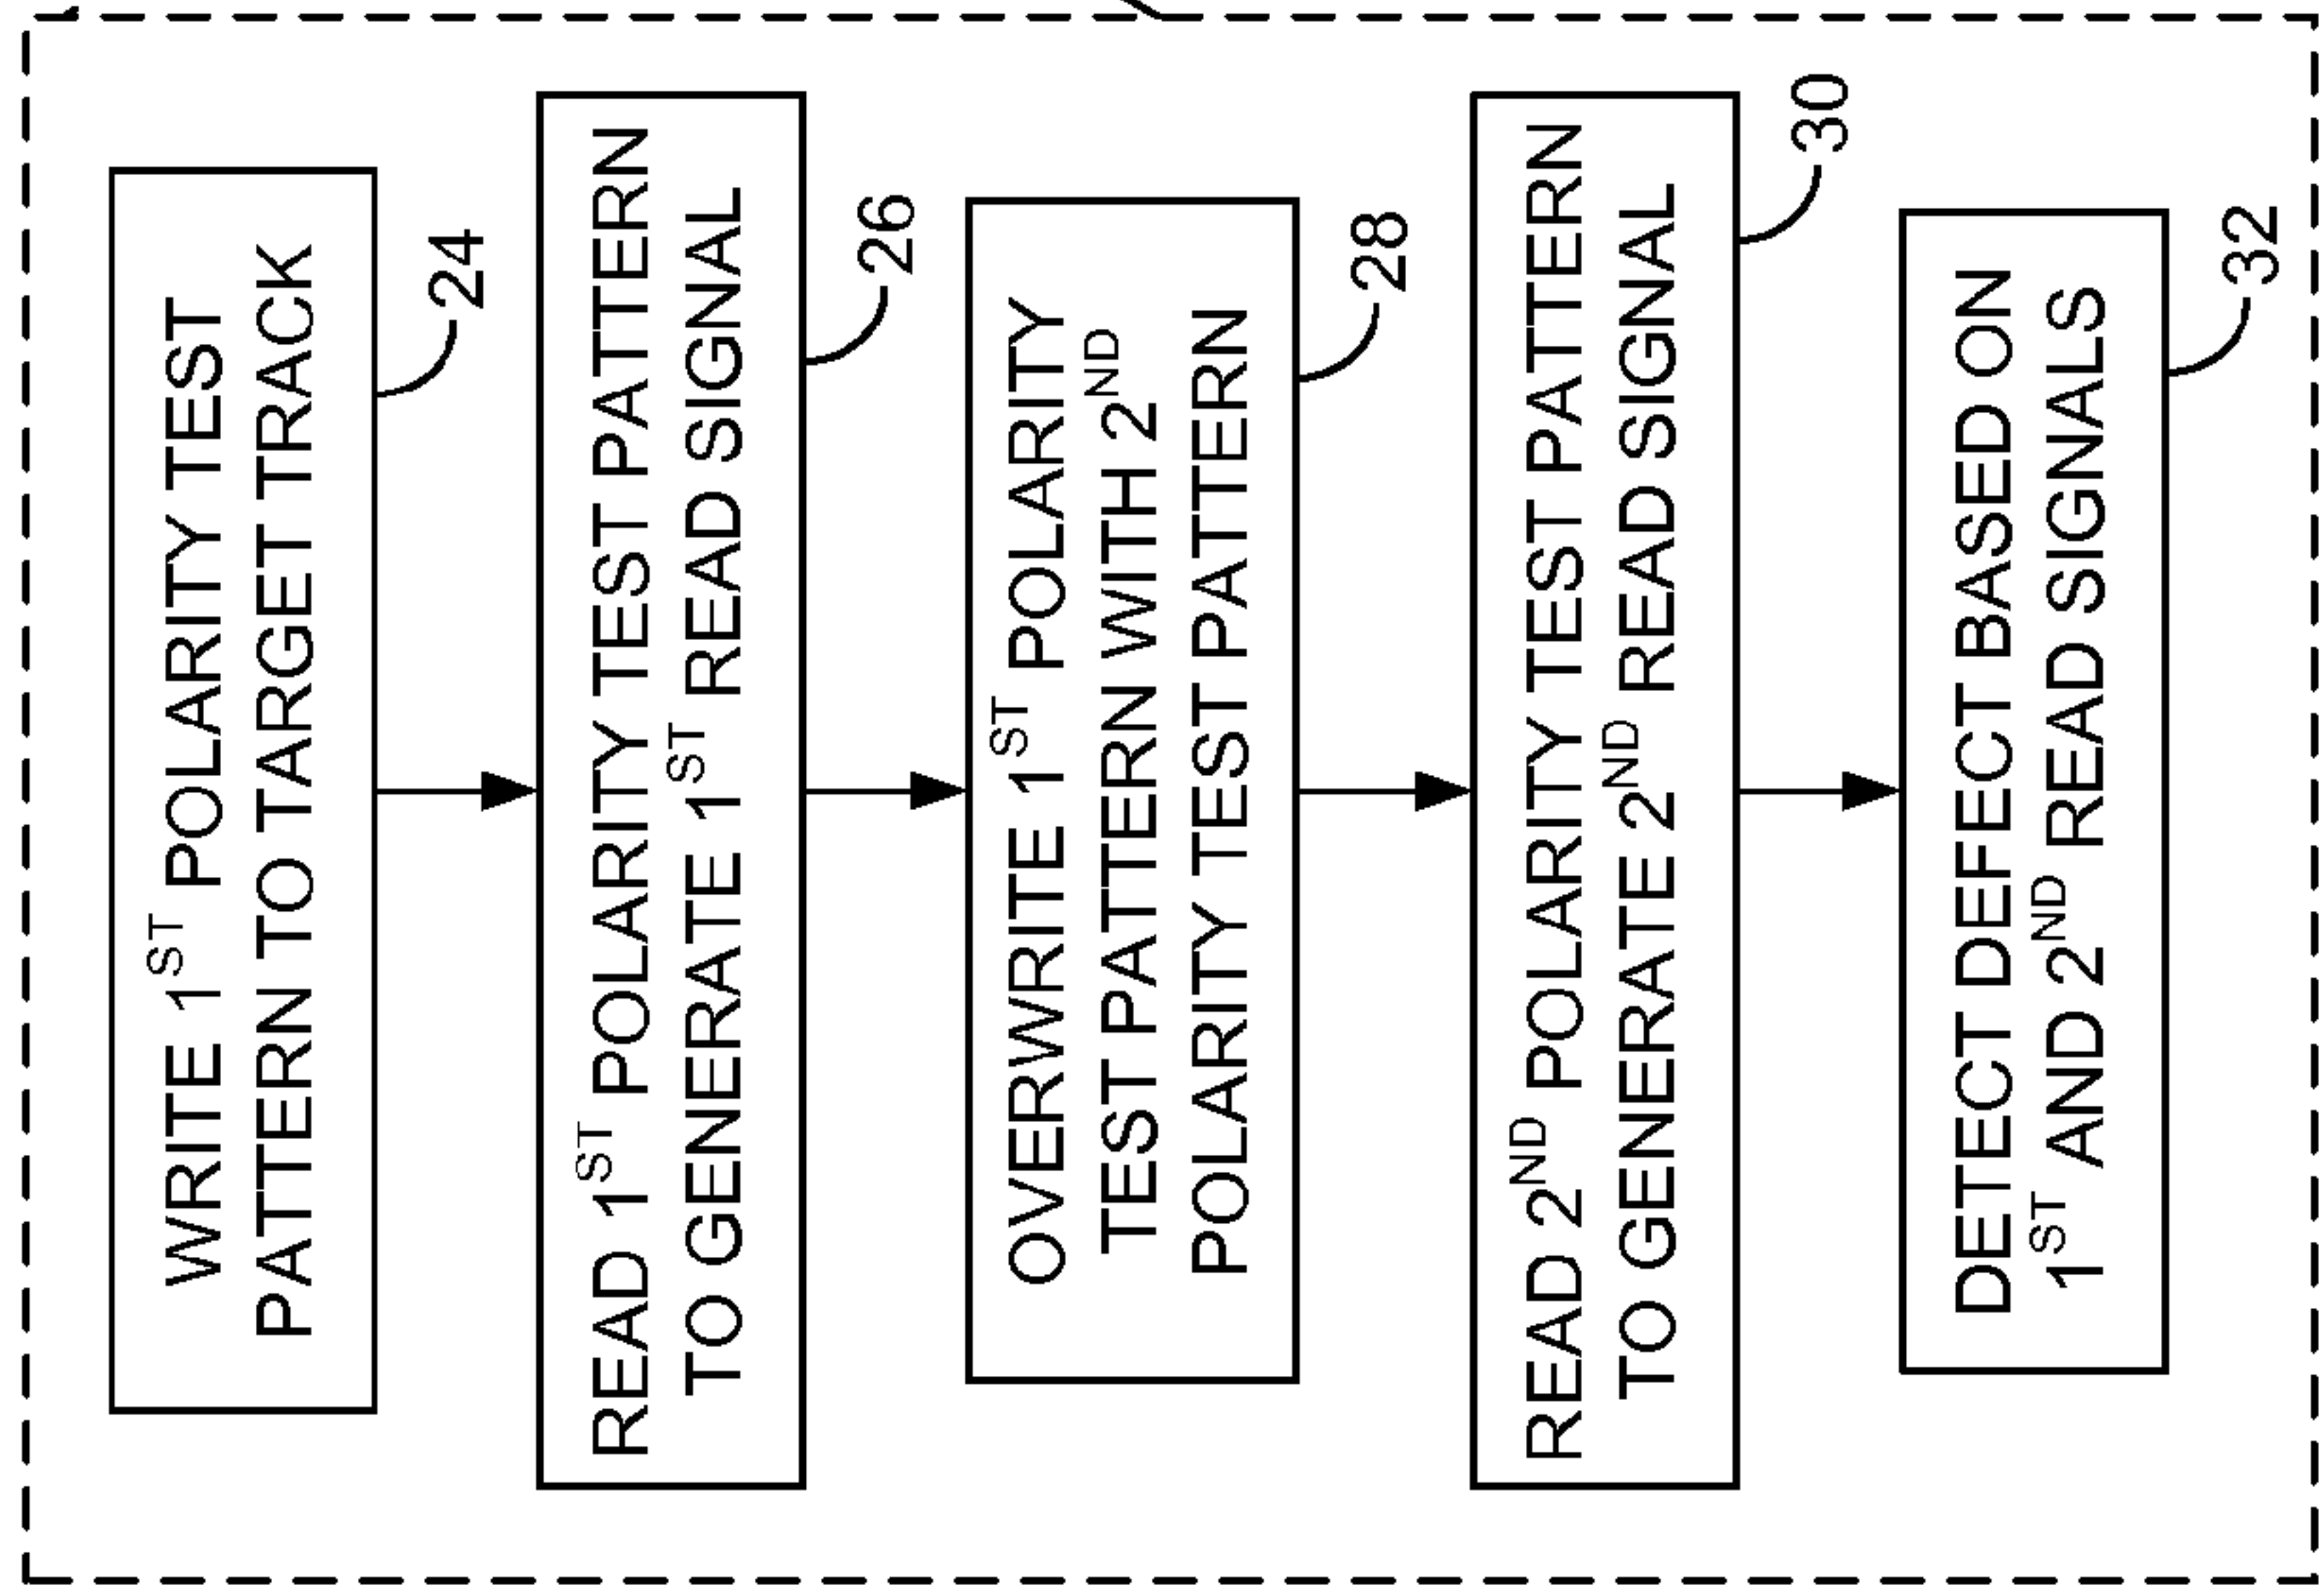 WRITE 1ST POLARITY TEST
PATTERN TO TARGET TRACK
24
READ 1ST POLARITY TEST PATTERN
TO GENERATE 1ST READ SIGNAL
26
OVERWRITE 1ST POLARITY
TEST PATTERN WITH 2ND
POLARITY TEST PATTERN
28
READ 2ND POLARITY TEST PATTERN
TO GENERATE 2ND READ SIGNAL
30
DETECT DEFECT BASED ON
1ST AND 2ND READ SIGNALS
32